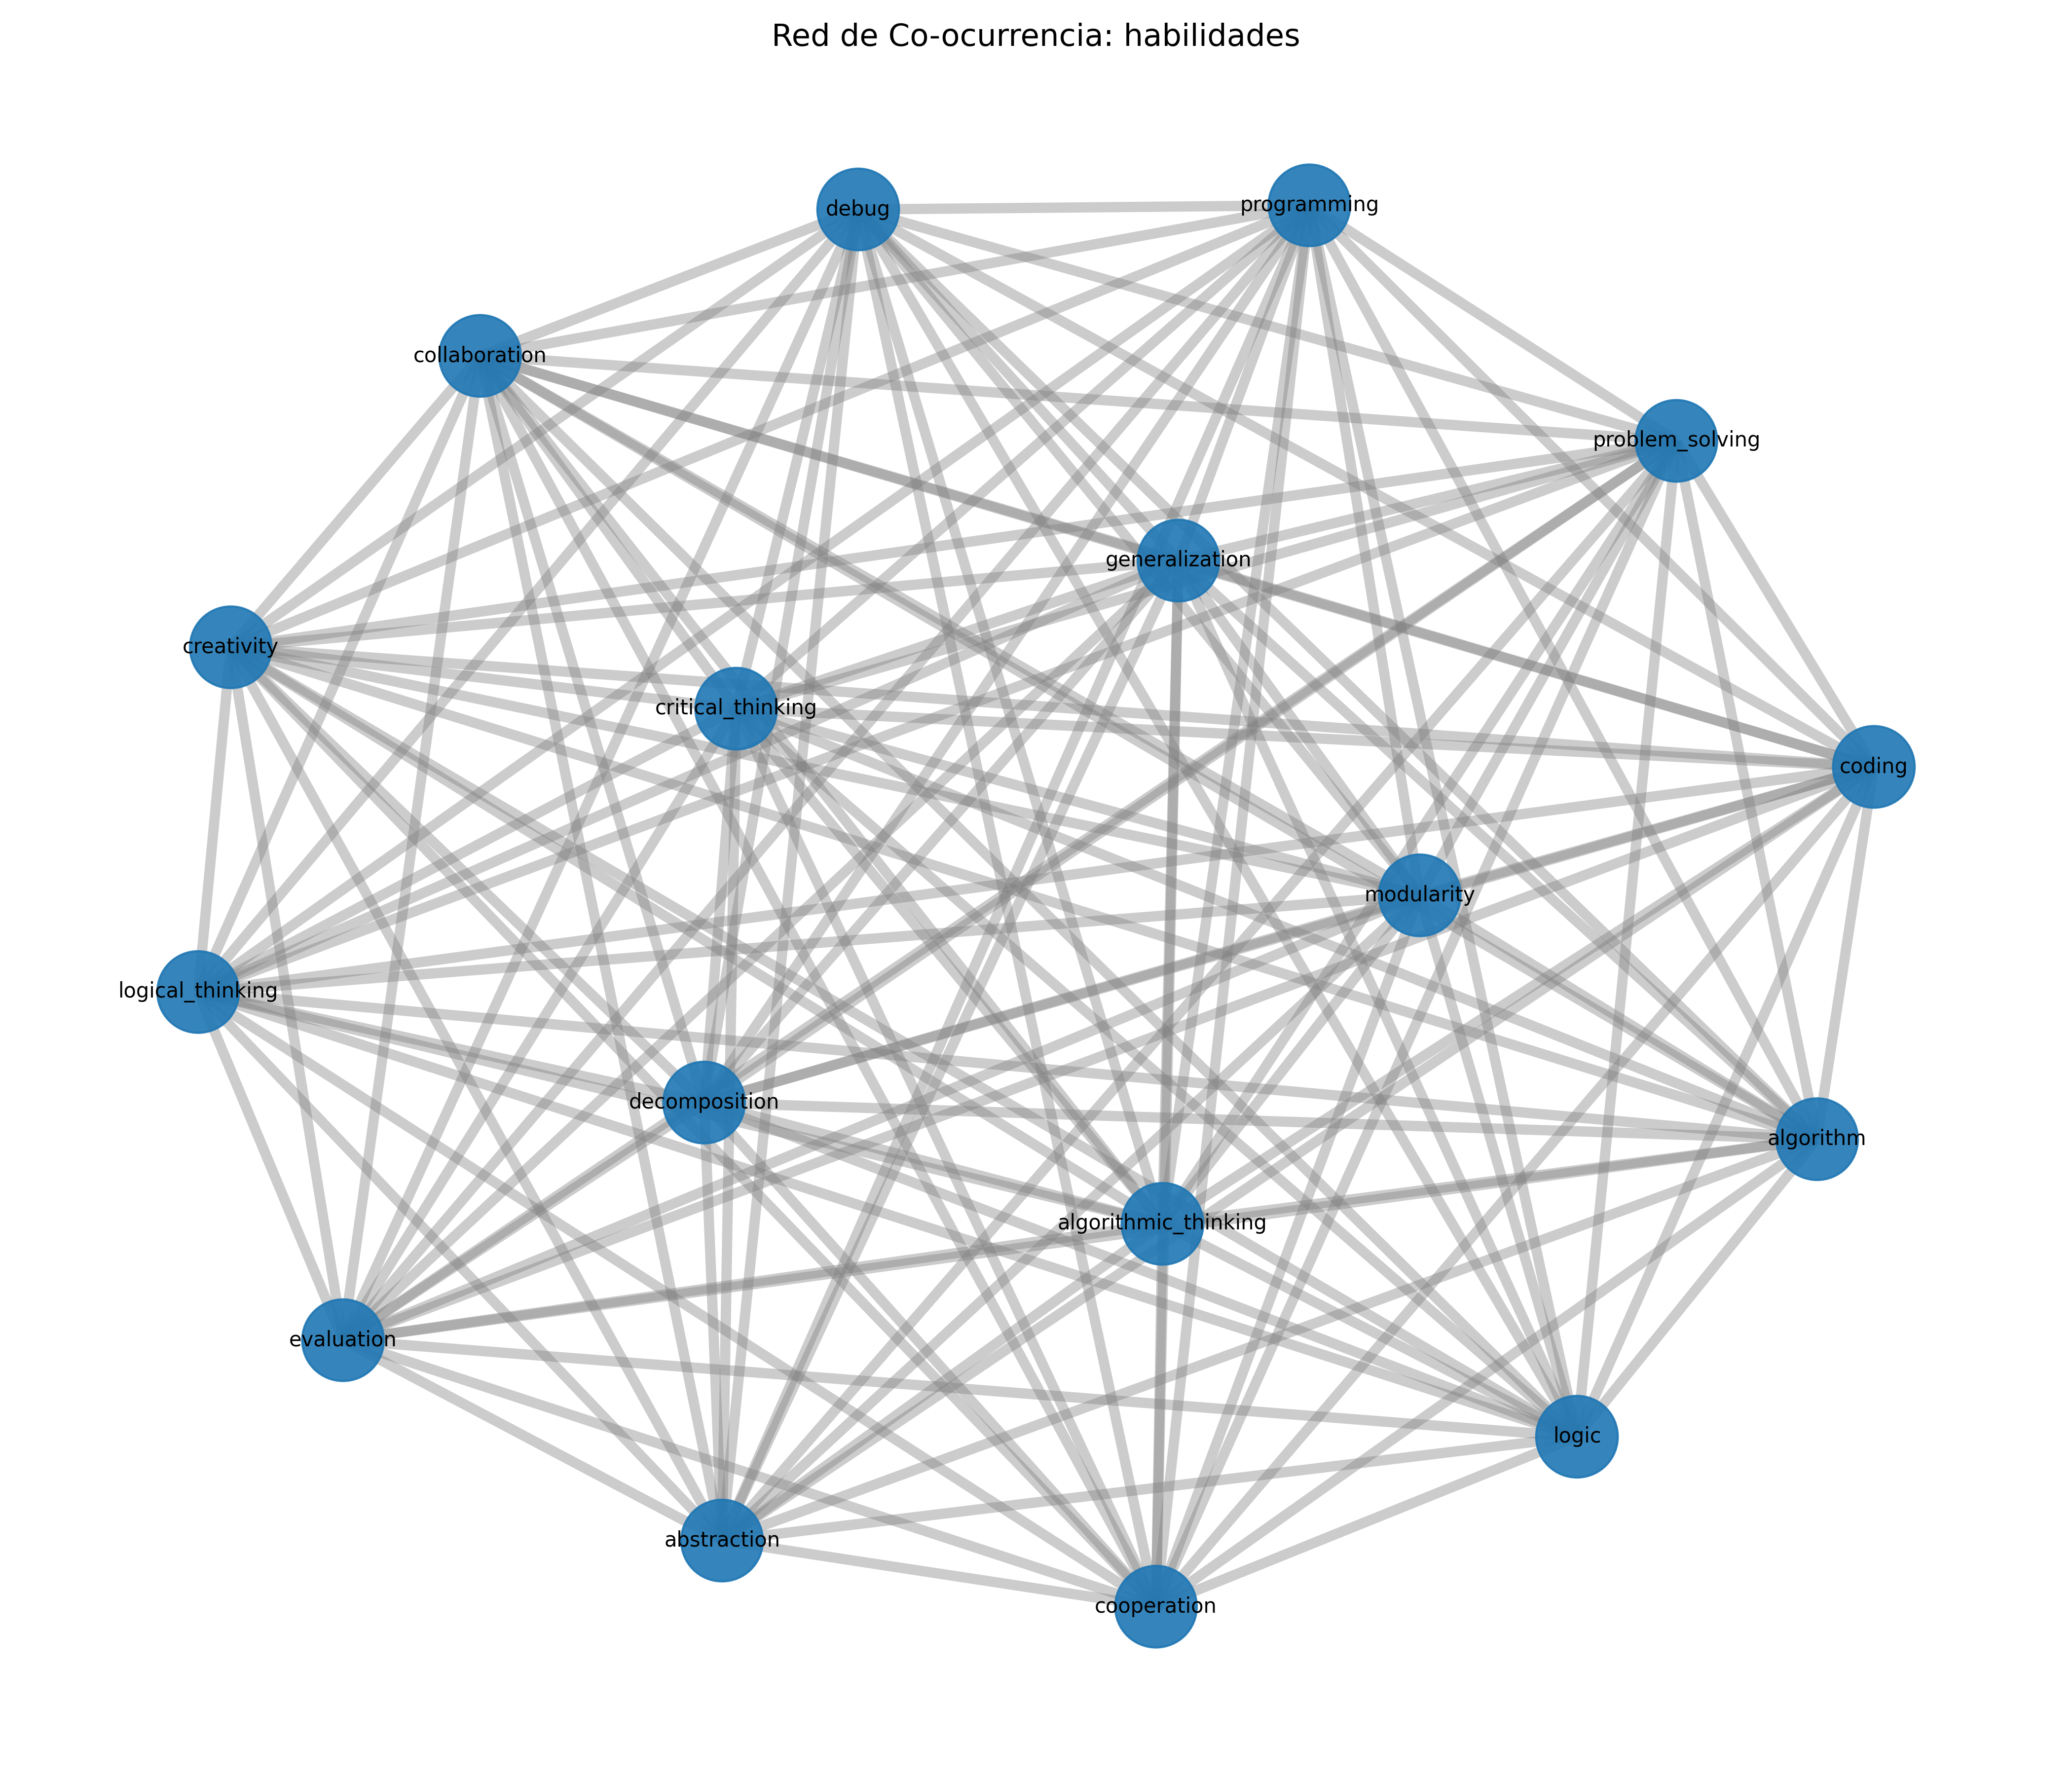 Red de Co-ocurrencia: habilidades
debug
programming
collaboration
problem_solving
generalization
creativity
critical_thinking
coding
modularity
logical_thinking
decomposition
algorithm
algorithmic_thinking
evaluation
logic
abstraction
cooperation